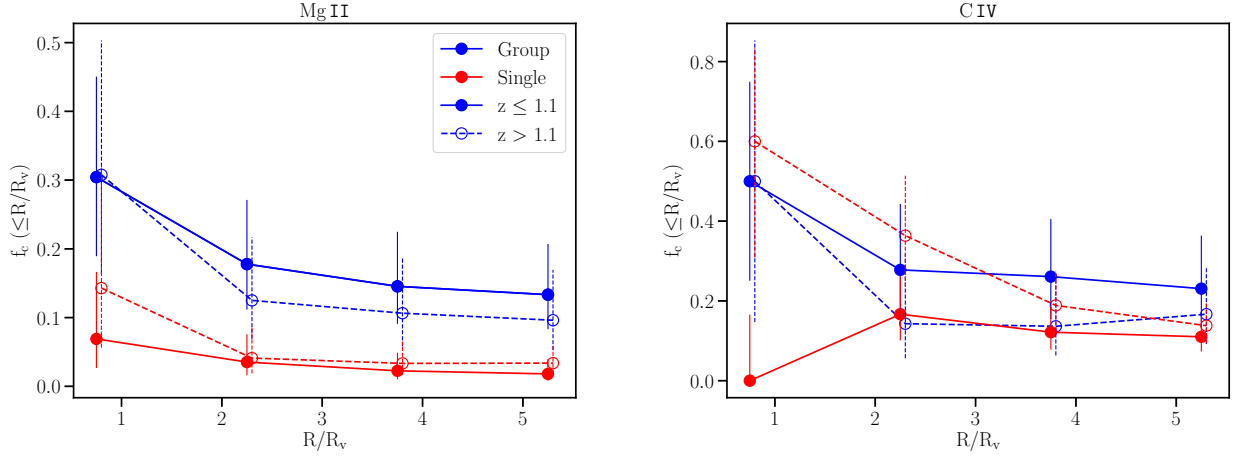 Mg II
0.5
0.4
0.3
0.2
0.1
0.0
f_c (≤R/R_v)
Group
Single
z ≤ 1.1
z > 1.1
1 2 3 4 5
R/R_v
C IV
0.8
0.6
0.4
0.2
0.0
f_c (≤R/R_v)
1 2 3 4 5
R/R_v